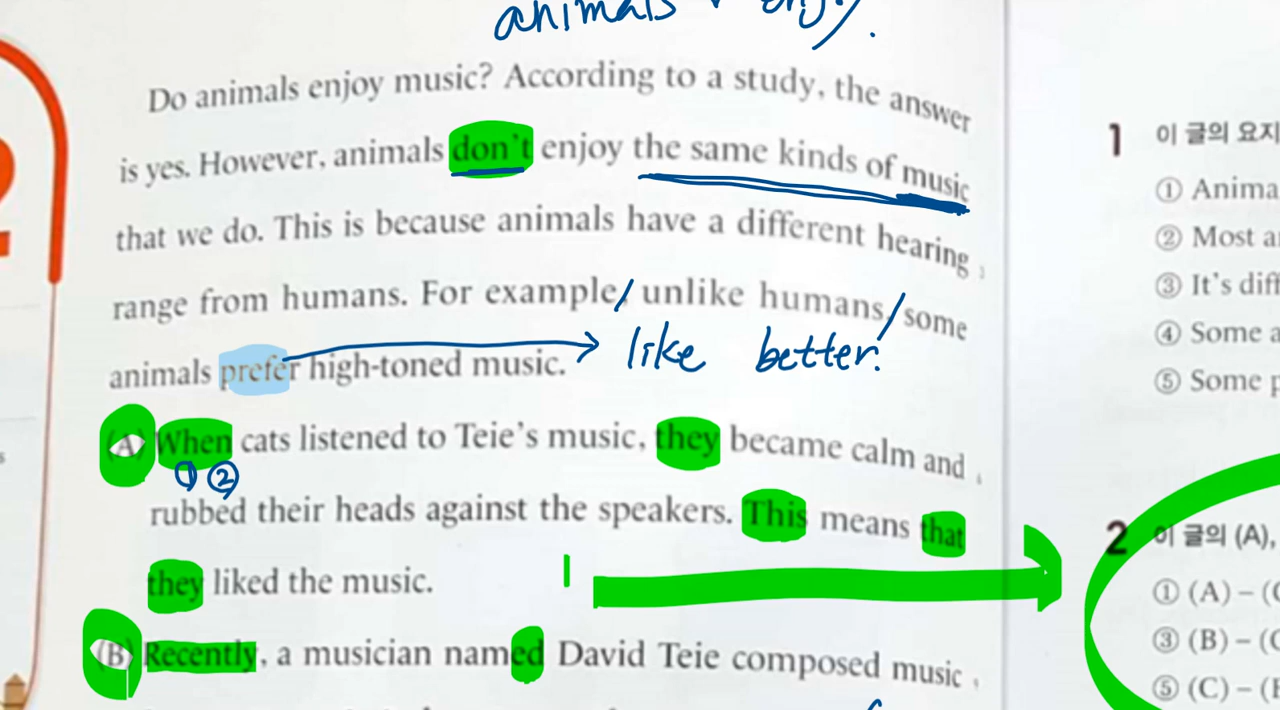 animals enjoy.
Do animals enjoy music? According to a study, the answer
is yes. However, animals don't enjoy the same kinds of music
that we do. This is because animals have a different hearing
range from humans. For example/ unlike humans,/ some
animals prefer high-toned music. → like better.
(A) When cats listened to Teie's music, they became calm and
① ②
rubbed their heads against the speakers. This means that
they liked the music.
(B) Recently, a musician named David Teie composed music
1 이 글의 요지
① Anima
② Most a
③ It's diff
④ Some a
⑤ Some p
2 이 글의 (A),
① (A) – (C
③ (B) – (C
⑤ (C) – (B